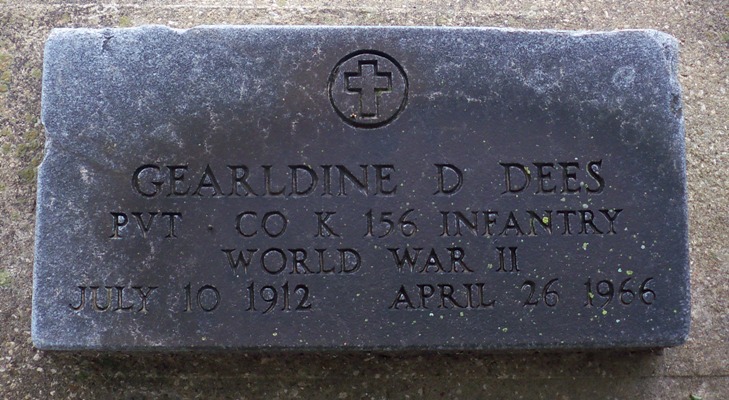 GEARLDINE D DEES
PVT · CO K 156 INFANTRY
WORLD WAR II
JULY 10 1912 APRIL 26 1966